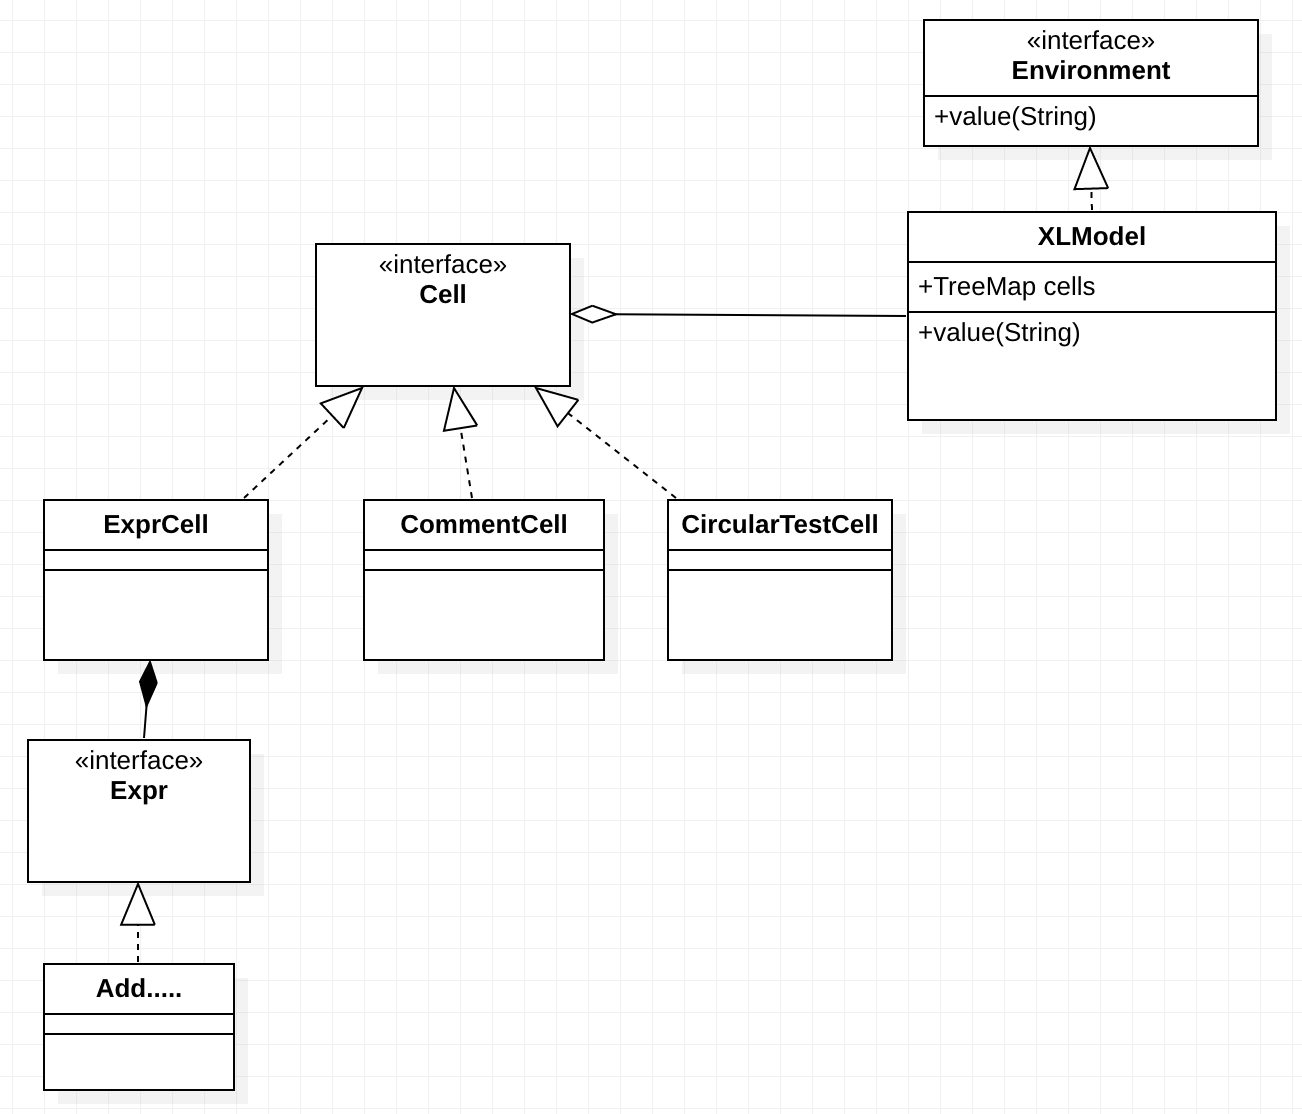 «interface»
Environment
+value(String)
XLModel
+TreeMap cells
+value(String)
«interface»
Cell
ExprCell
CommentCell
CircularTestCell
«interface»
Expr
Add.....